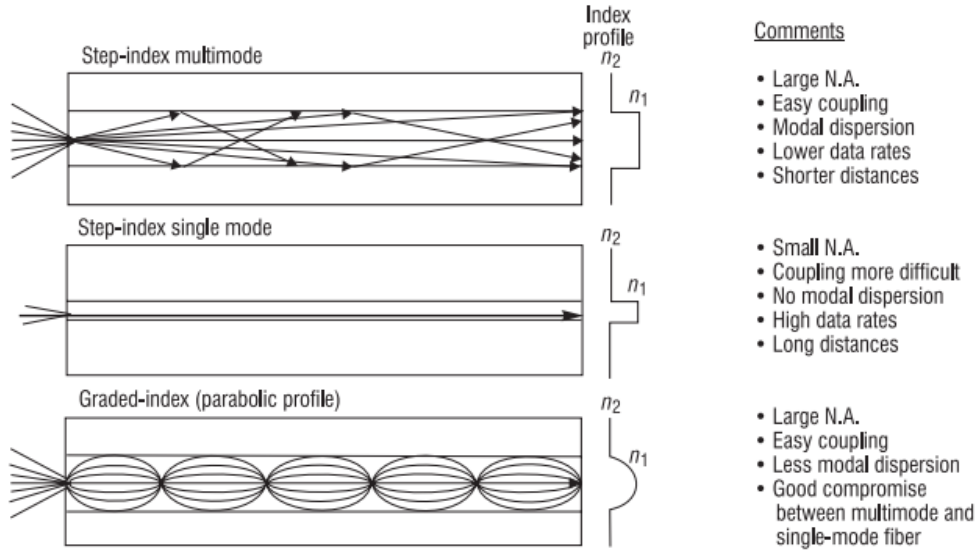 Index
profile
Comments
Step-index multimode
n2
n1
• Large N.A.
• Easy coupling
• Modal dispersion
• Lower data rates
• Shorter distances
Step-index single mode
n2
n1
• Small N.A.
• Coupling more difficult
• No modal dispersion
• High data rates
• Long distances
Graded-index (parabolic profile)
n2
n1
• Large N.A.
• Easy coupling
• Less modal dispersion
• Good compromise
between multimode and
single-mode fiber